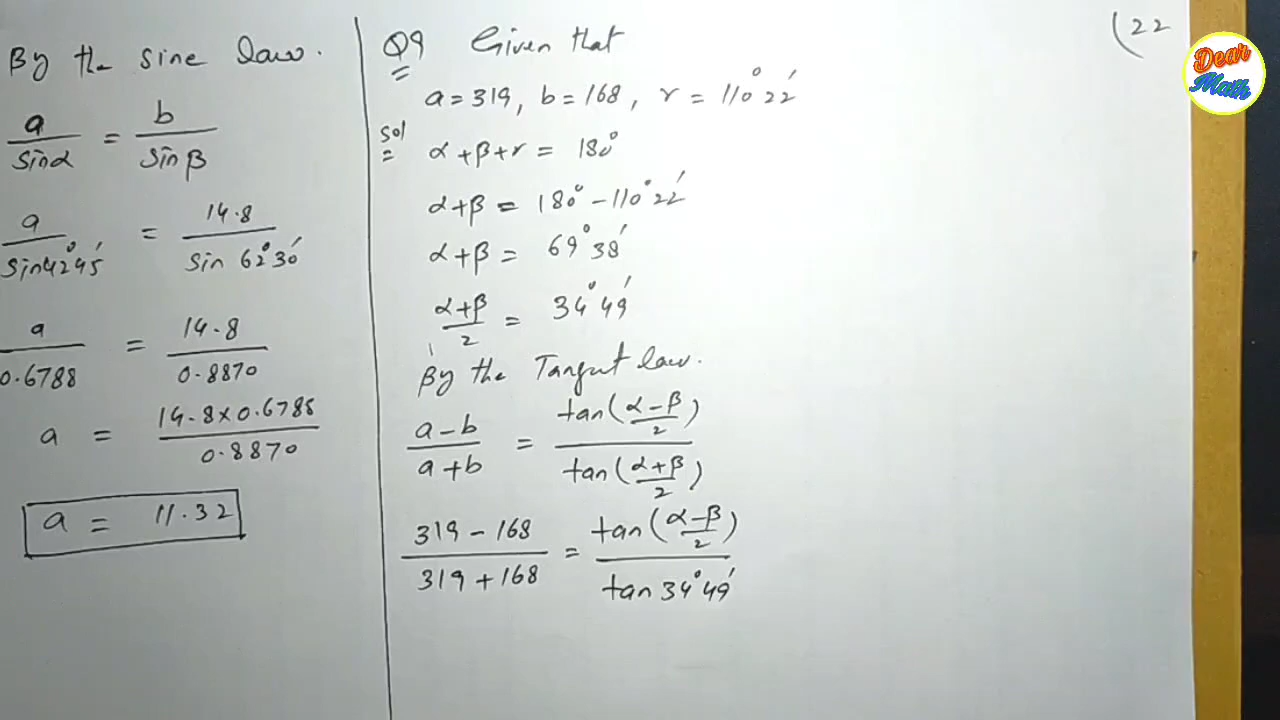 By the sine law.
a/sinα = b/sinβ
a/sin42°45′ = 14.8/sin 62°30′
a/0.6788 = 14.8/0.8870
a = 14.8×0.6788/0.8870
a = 11.32
Q9 Given that
a = 319, b = 168, r = 110°22′
Sol
α+β+r = 180°
α+β = 180°-110°22′
α+β = 69°38′
α+β/2 = 34°49′
By the Tangent law.
a-b/a+b = tan(α-β/2)/tan(α+β/2)
319-168/319+168 = tan(α-β/2)/tan 34°49′
(22
Dear
Math